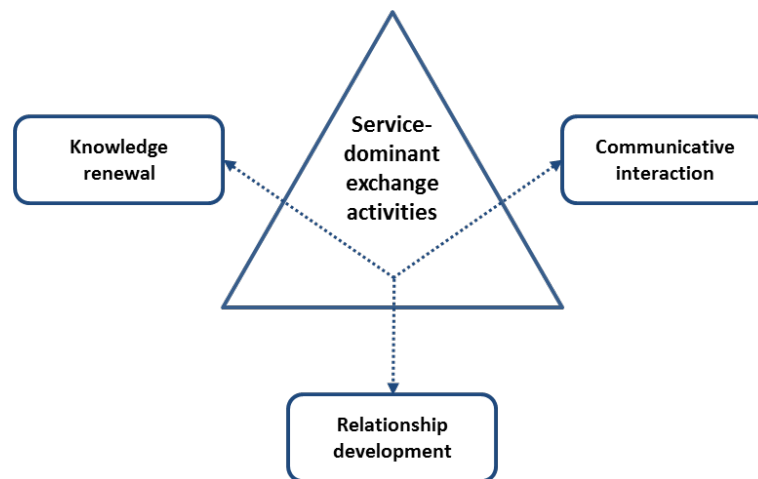 Service-
dominant
exchange
activities
Knowledge
renewal
Communicative
interaction
Relationship
development